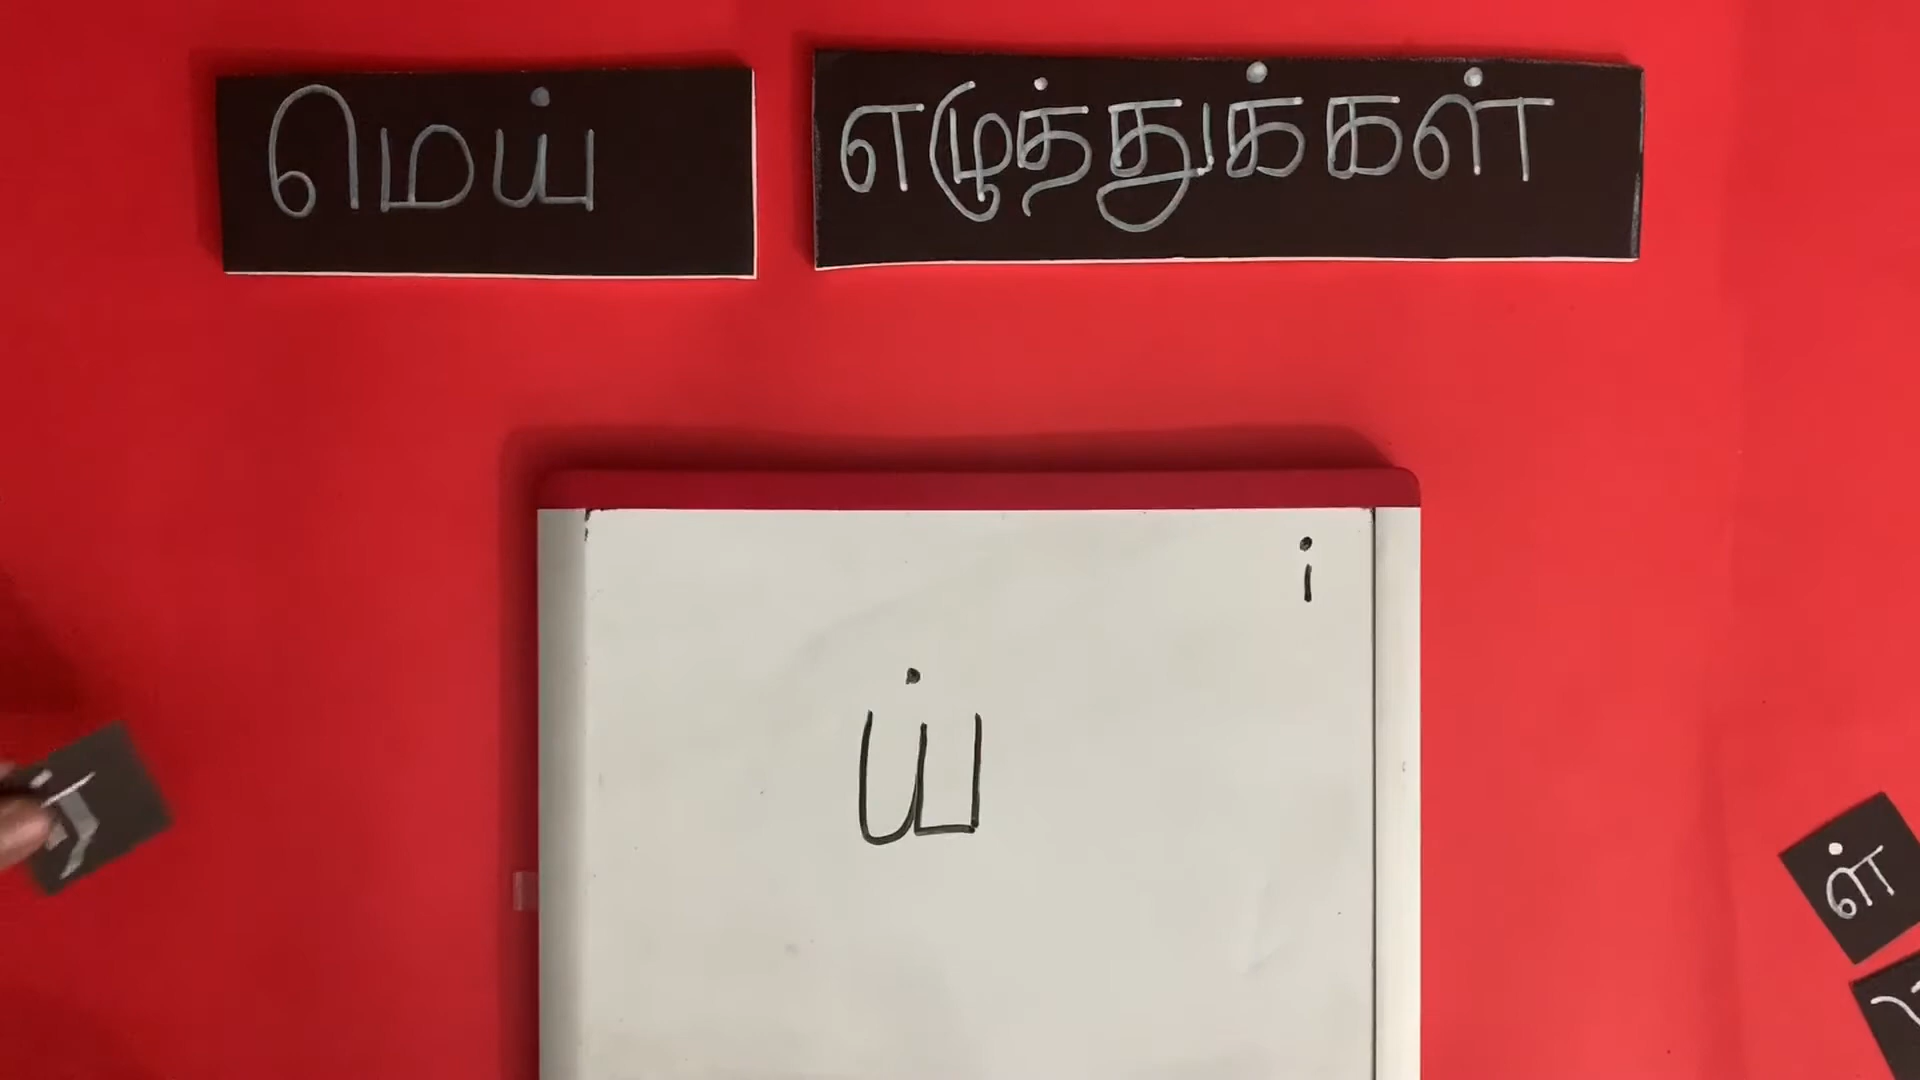 மெய் எழுத்துக்கள்
i
ய்
ர்
ள்